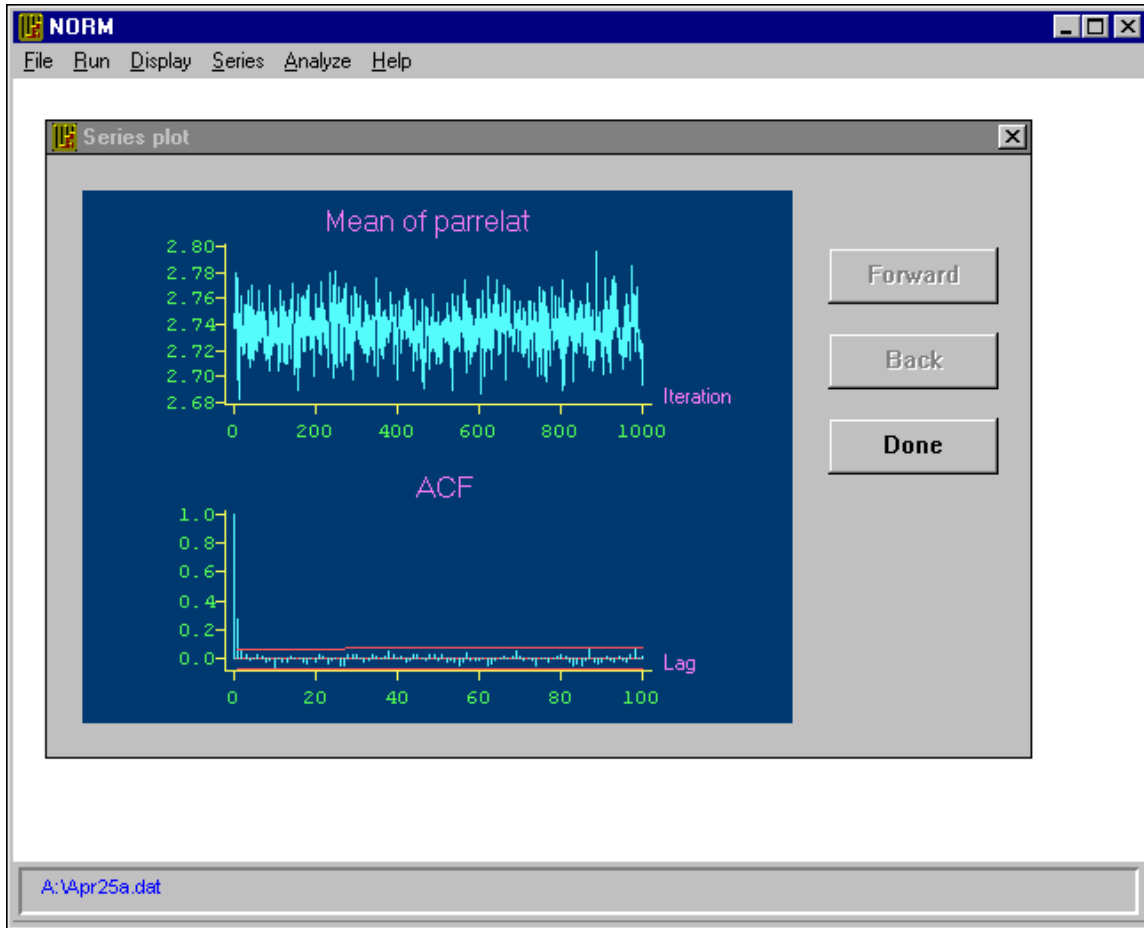 NORM
File Run Display Series Analyze Help
Series plot
Mean of parrelat
2.80
2.78
2.76
2.74
2.72
2.70
2.68
Iteration
0 200 400 600 800 1000
ACF
1.0
0.8
0.6
0.4
0.2
0.0
Lag
0 20 40 60 80 100
Forward
Back
Done
A:\Apr25a.dat